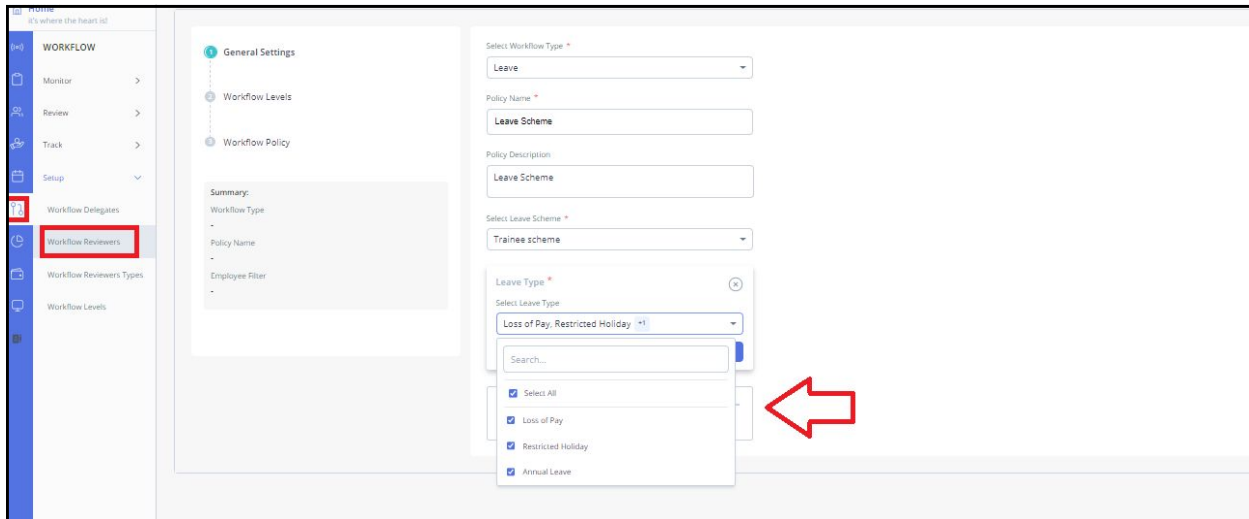 Home
it's where the heart is!
WORKFLOW
Monitor
Review
Track
Setup
Workflow Delegates
Workflow Reviewers
Workflow Reviewers Types
Workflow Levels
1 General Settings
2 Workflow Levels
3 Workflow Policy
Summary:
Workflow Type
-
Policy Name
-
Employee Filter
-
Select Workflow Type *
Leave
Policy Name *
Leave Scheme
Policy Description
Leave Scheme
Select Leave Scheme *
Trainee scheme
Leave Type *
Select Leave Type
Loss of Pay, Restricted Holiday +1
Search...
Select All
Loss of Pay
Restricted Holiday
Annual Leave